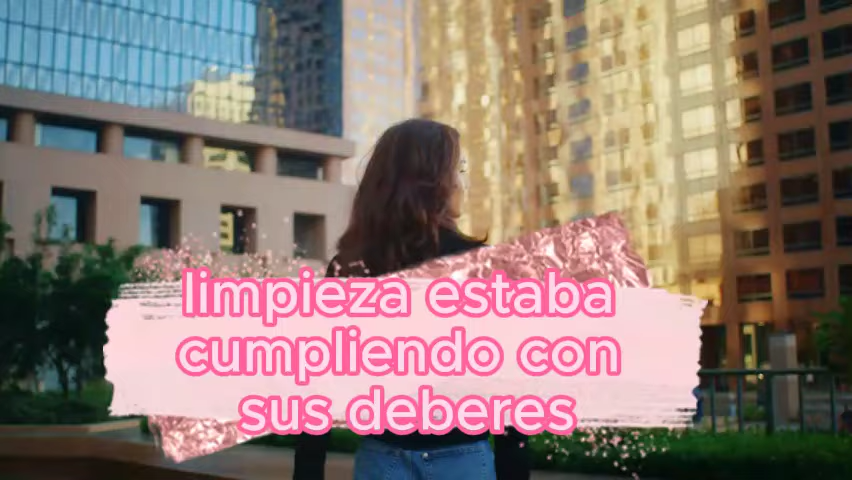 limpieza estaba
cumpliendo con
sus deberes